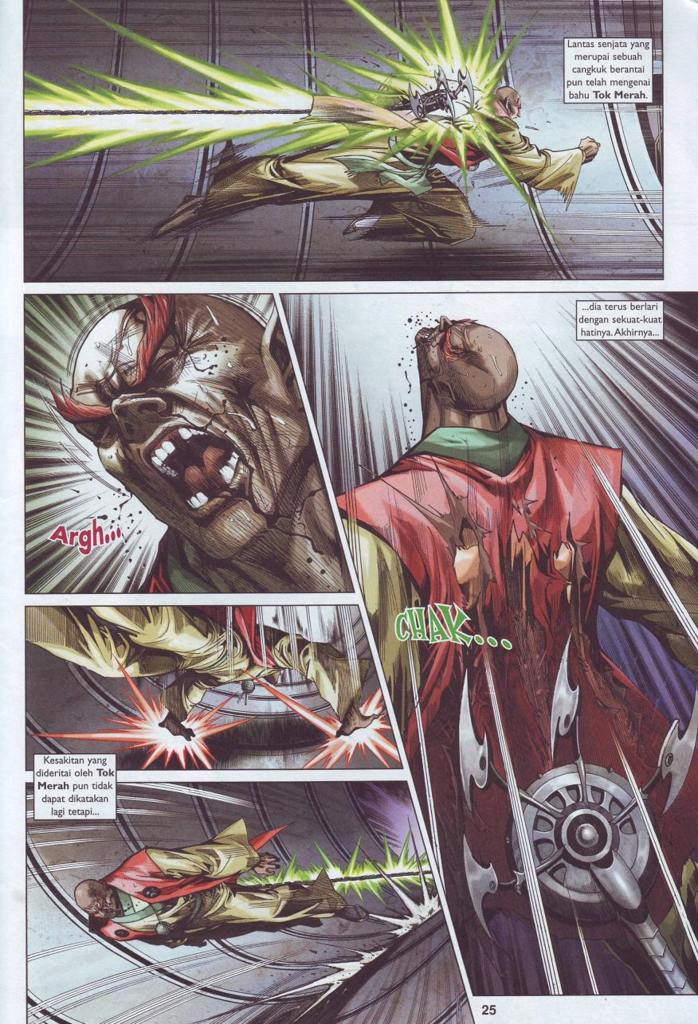 Lantas senjata yang
merupai sebuah
cangkuk berantai
pun telah mengenai
bahu Tok Merah.
Argh...
Kesakitan yang
dideritai oleh Tok
Merah pun tidak
dapat dikatakan
lagi tetapi...
...dia terus berlari
dengan sekuat-kuat
hatinya. Akhirnya...
CHAK...
25